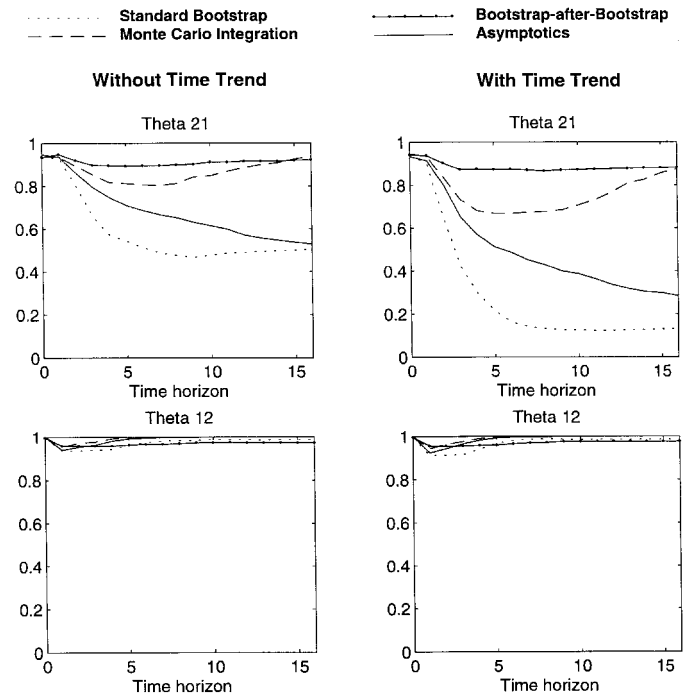 Standard Bootstrap
Monte Carlo Integration
Bootstrap-after-Bootstrap
Asymptotics
Without Time Trend
With Time Trend
Theta 21
1
0.8
0.6
0.4
0.2
0
0 5 10 15
Time horizon
Theta 21
1
0.8
0.6
0.4
0.2
0
0 5 10 15
Time horizon
Theta 12
1
0.8
0.6
0.4
0.2
0
0 5 10 15
Time horizon
Theta 12
1
0.8
0.6
0.4
0.2
0
0 5 10 15
Time horizon